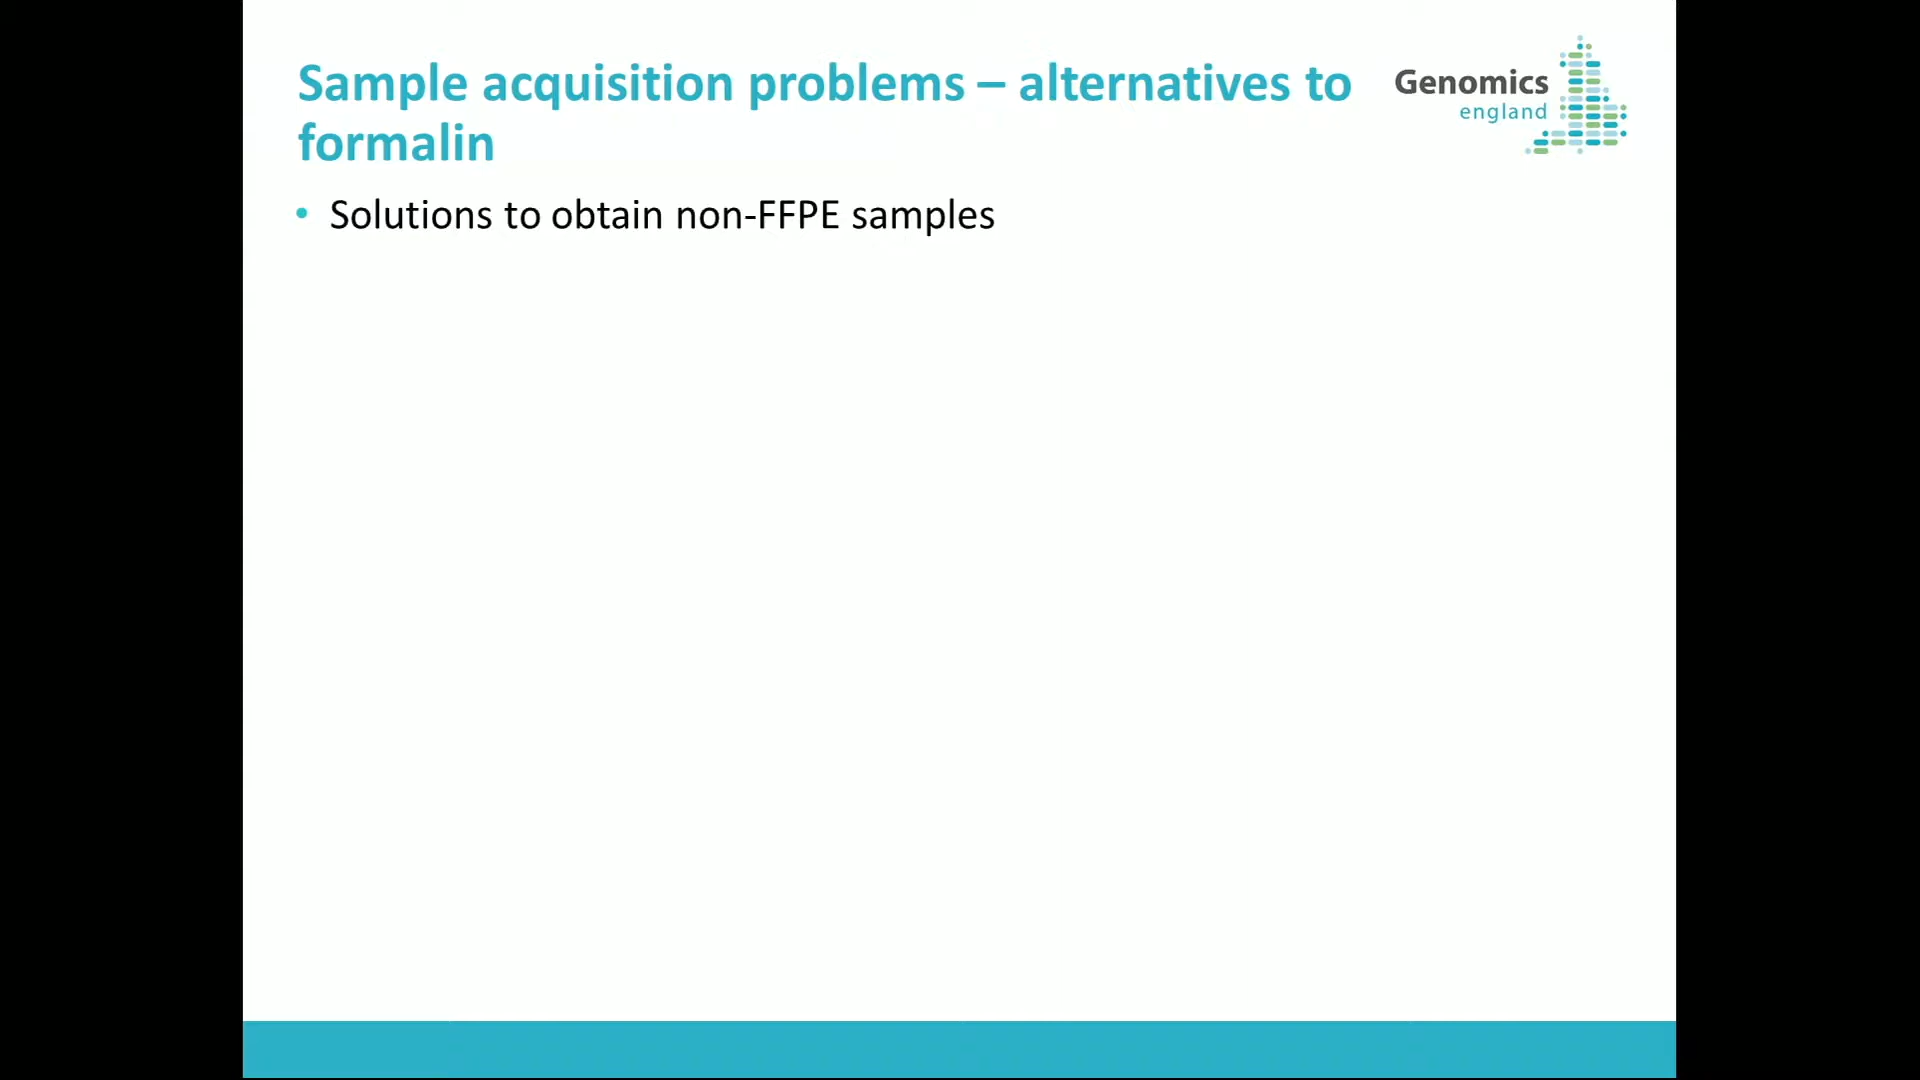 Sample acquisition problems – alternatives to
formalin
Genomics
england
• Solutions to obtain non-FFPE samples